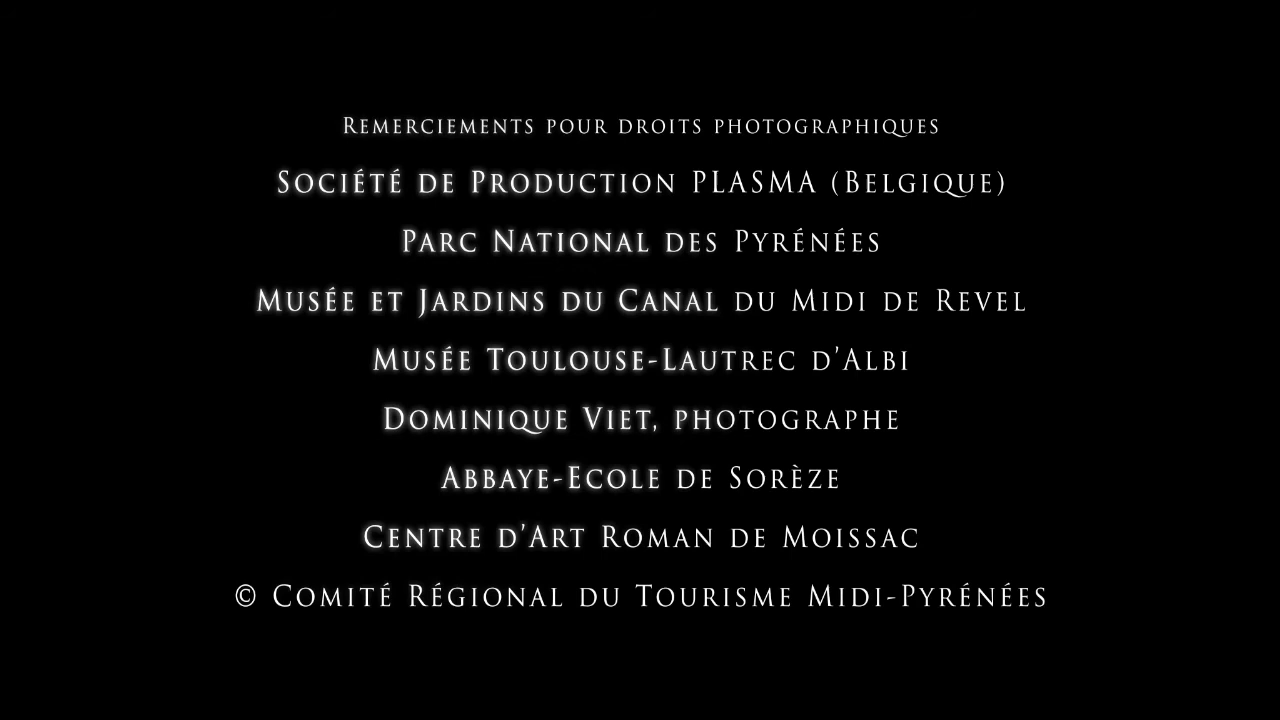 Remerciements pour droits photographiques
Société de Production PLASMA (Belgique)
Parc National des Pyrénées
Musée et Jardins du Canal du Midi de Revel
Musée Toulouse-Lautrec d'Albi
Dominique Viet, photographe
Abbaye-Ecole de Sorèze
Centre d'Art Roman de Moissac
© Comité Régional du Tourisme Midi-Pyrénées